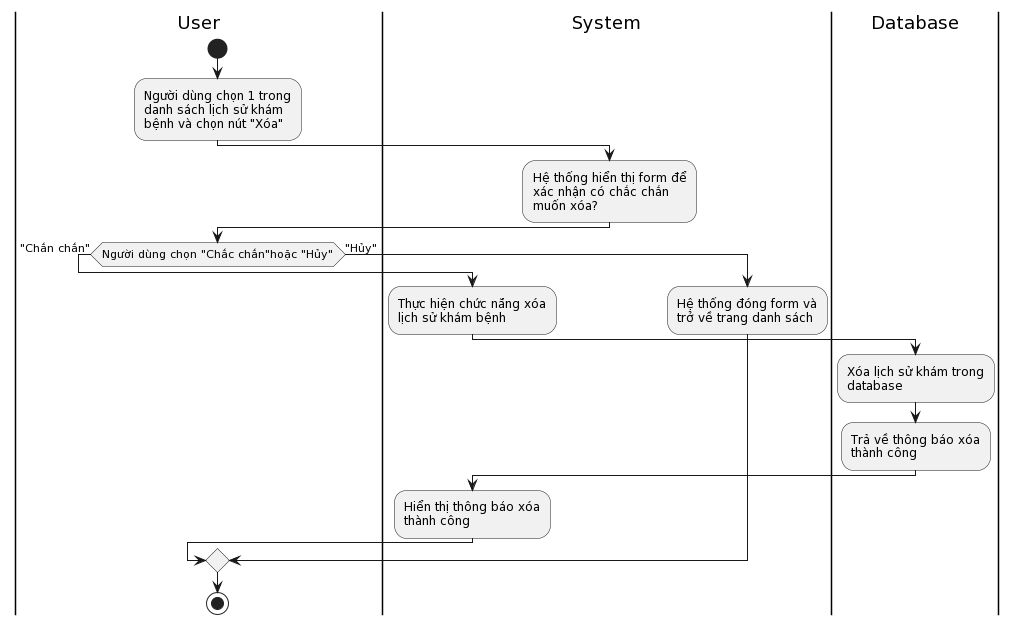 User
System
Database
Người dùng chọn 1 trong
danh sách lịch sử khám
bệnh và chọn nút "Xóa"
Hệ thống hiển thị form để
xác nhận có chắc chắn
muốn xóa?
"Chắn chắn"
Người dùng chọn "Chắc chắn"hoặc "Hủy"
"Hủy"
Thực hiện chức nằng xóa
lịch sử khám bệnh
Hệ thống đóng form và
trở về trang danh sách
Xóa lịch sử khám trong
database
Trả về thông báo xóa
thành công
Hiển thị thông báo xóa
thành công